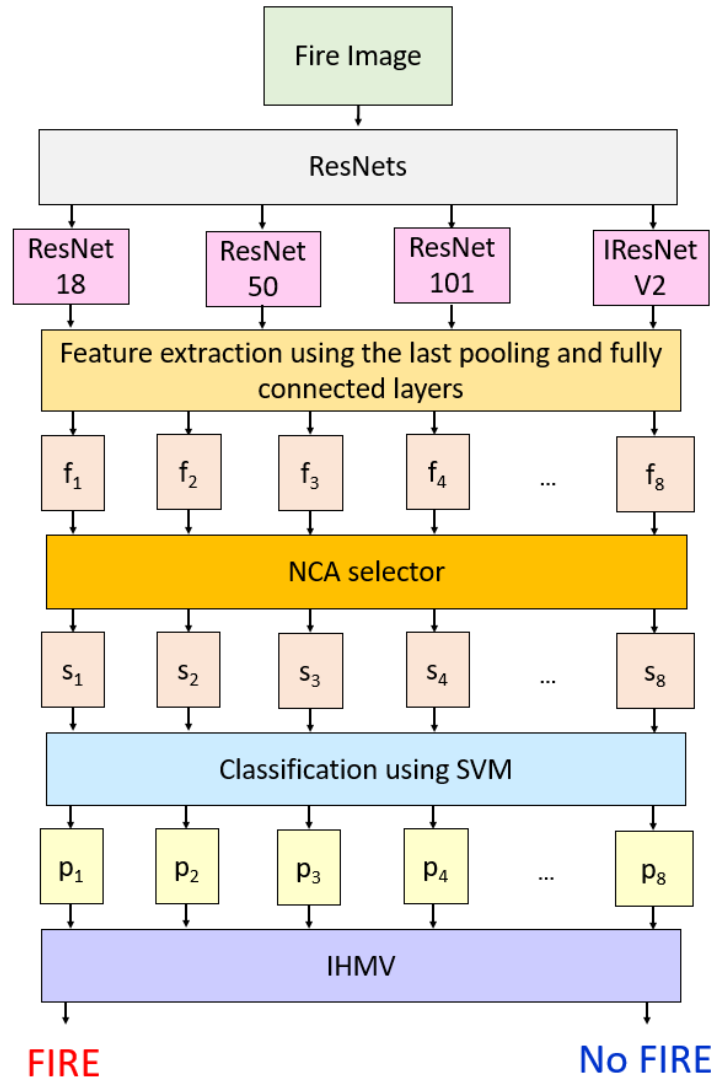 Fire Image
ResNets
ResNet
18
ResNet
50
ResNet
101
IResNet
V2
Feature extraction using the last pooling and fully
connected layers
f₁ f₂ f₃ f₄ ... f₈
NCA selector
s₁ s₂ s₃ s₄ ... s₈
Classification using SVM
p₁ p₂ p₃ p₄ ... p₈
IHMV
FIRE No FIRE